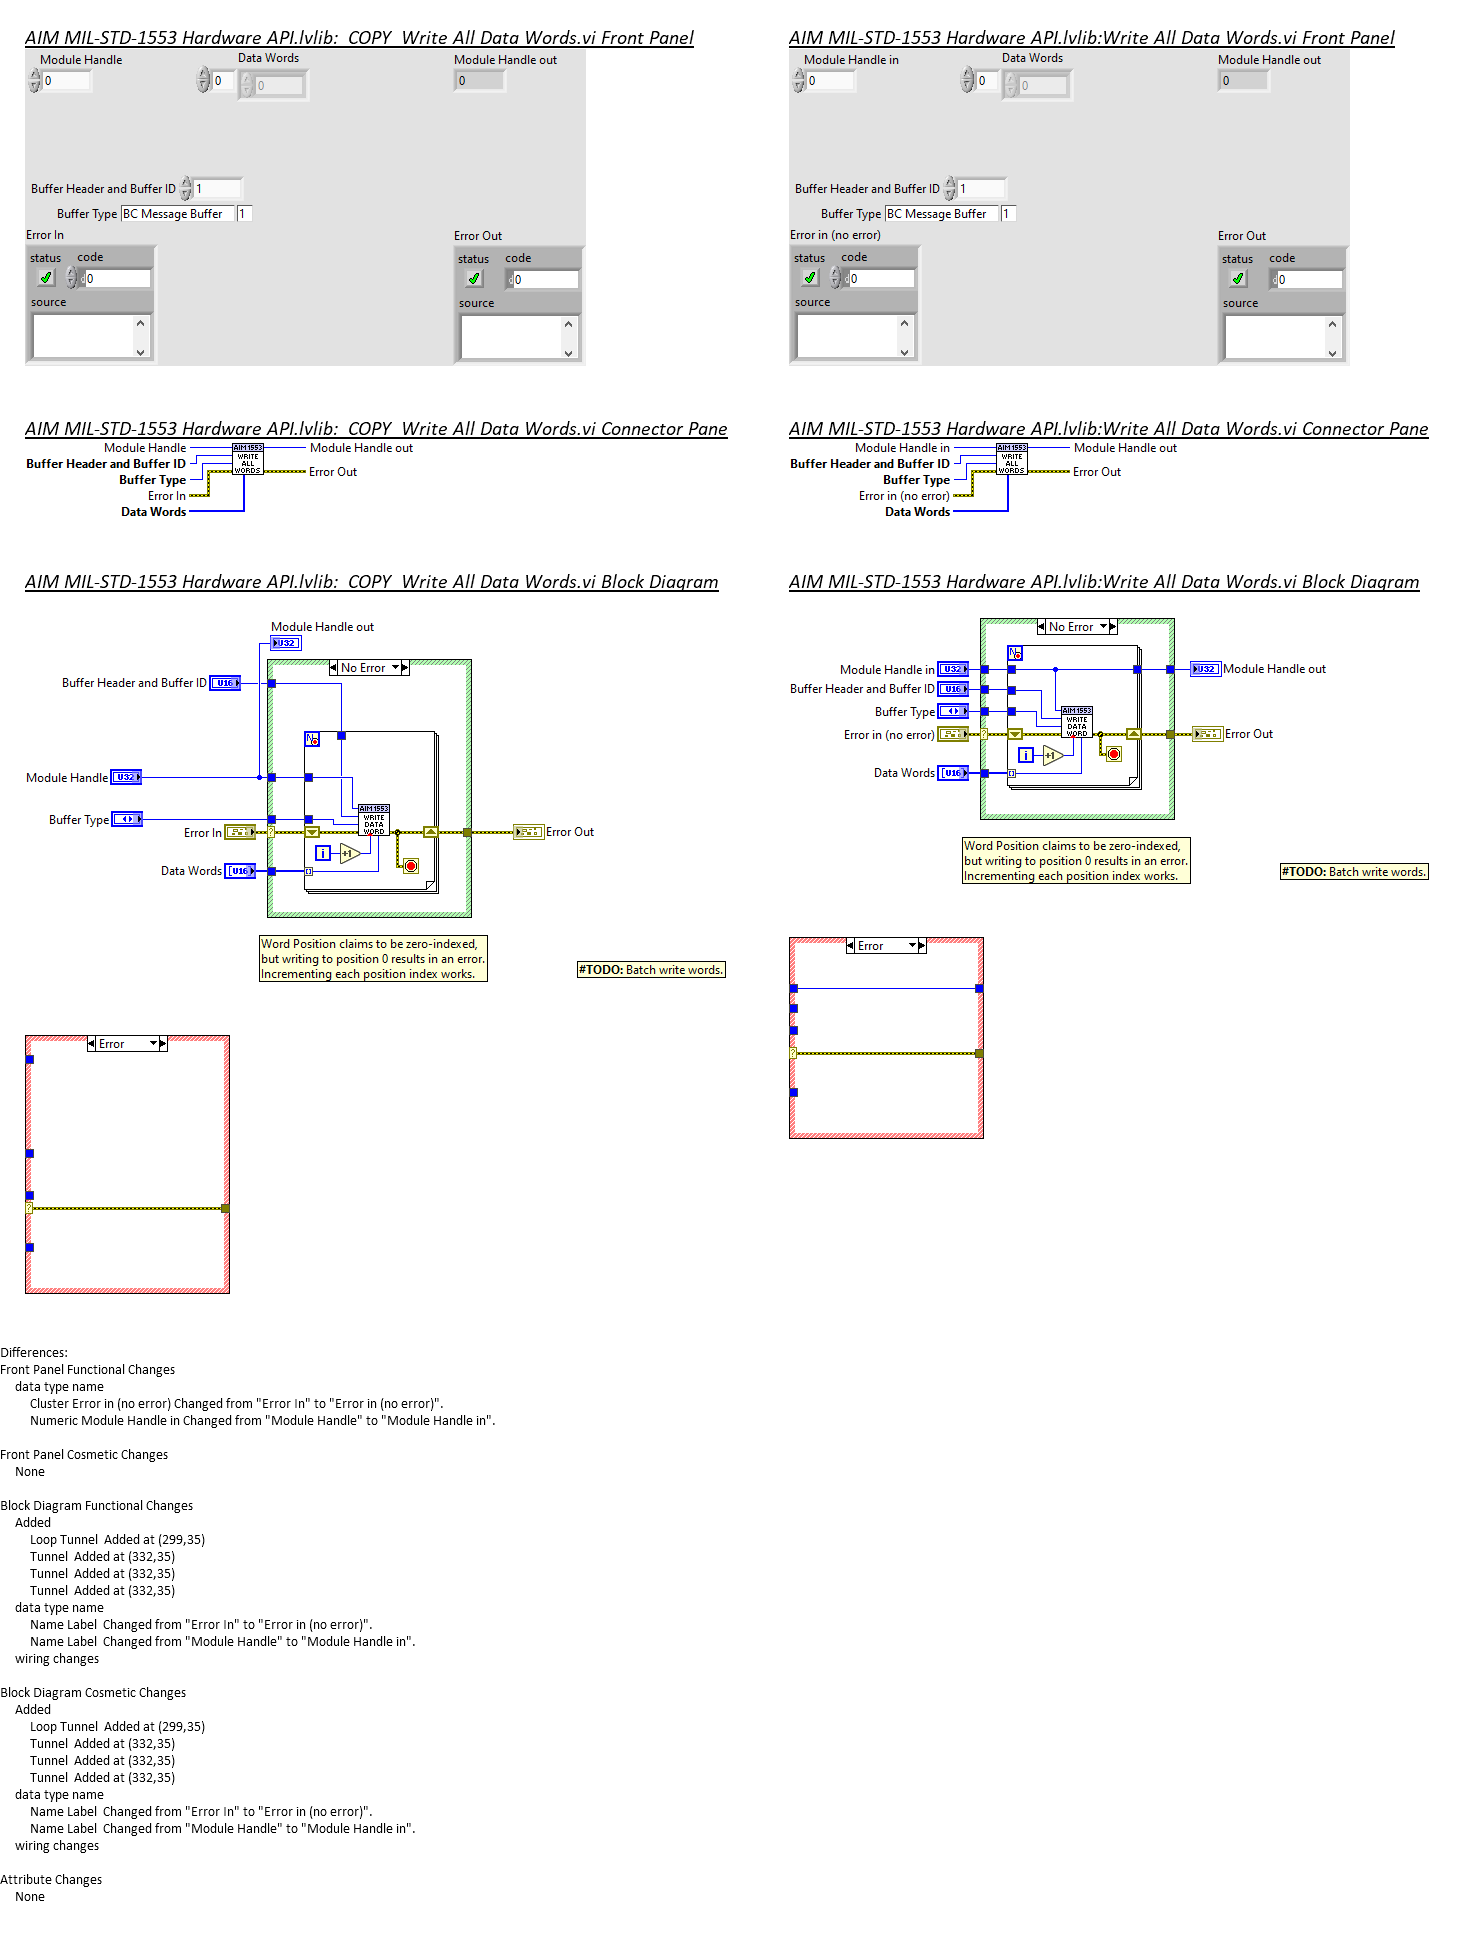 AIM MIL-STD-1553 Hardware API.lvlib:  COPY  Write All Data Words.vi Front Panel
Module Handle
0
Data Words
0
0
Module Handle out
0
Buffer Header and Buffer ID
1
Buffer Type
BC Message Buffer
1
Error In
status
code
0
source
Error Out
status
code
0
source
AIM MIL-STD-1553 Hardware API.lvlib:Write All Data Words.vi Front Panel
Module Handle in
0
Data Words
0
0
Module Handle out
0
Buffer Header and Buffer ID
1
Buffer Type
BC Message Buffer
1
Error in (no error)
status
code
0
source
Error Out
status
code
0
source
AIM MIL-STD-1553 Hardware API.lvlib:  COPY  Write All Data Words.vi Connector Pane
Module Handle
Buffer Header and Buffer ID
Buffer Type
Error In
Data Words
AIM1553
WRITE
ALL
WORDS
Module Handle out
Error Out
AIM MIL-STD-1553 Hardware API.lvlib:Write All Data Words.vi Connector Pane
Module Handle in
Buffer Header and Buffer ID
Buffer Type
Error in (no error)
Data Words
AIM1553
WRITE
ALL
WORDS
Module Handle out
Error Out
AIM MIL-STD-1553 Hardware API.lvlib:  COPY  Write All Data Words.vi Block Diagram
Module Handle out
U32
No Error
Buffer Header and Buffer ID
U16
N
Module Handle
U32
Buffer Type
AIM1553
WRITE
DATA
WORD
Error In
?
Error Out
i
+1
Data Words
U16
Word Position claims to be zero-indexed,
but writing to position 0 results in an error.
Incrementing each position index works.
#TODO: Batch write words.
Error
?
AIM MIL-STD-1553 Hardware API.lvlib:Write All Data Words.vi Block Diagram
No Error
N
Module Handle in
U32
U32
Module Handle out
Buffer Header and Buffer ID
U16
Buffer Type
AIM1553
WRITE
DATA
WORD
Error in (no error)
?
Error Out
i
+1
Data Words
U16
Word Position claims to be zero-indexed,
but writing to position 0 results in an error.
Incrementing each position index works.
#TODO: Batch write words.
Error
?
Differences:
Front Panel Functional Changes
data type name
Cluster Error in (no error) Changed from "Error In" to "Error in (no error)".
Numeric Module Handle in Changed from "Module Handle" to "Module Handle in".
Front Panel Cosmetic Changes
None
Block Diagram Functional Changes
Added
Loop Tunnel  Added at (299,35)
Tunnel  Added at (332,35)
Tunnel  Added at (332,35)
Tunnel  Added at (332,35)
data type name
Name Label  Changed from "Error In" to "Error in (no error)".
Name Label  Changed from "Module Handle" to "Module Handle in".
wiring changes
Block Diagram Cosmetic Changes
Added
Loop Tunnel  Added at (299,35)
Tunnel  Added at (332,35)
Tunnel  Added at (332,35)
Tunnel  Added at (332,35)
data type name
Name Label  Changed from "Error In" to "Error in (no error)".
Name Label  Changed from "Module Handle" to "Module Handle in".
wiring changes
Attribute Changes
None